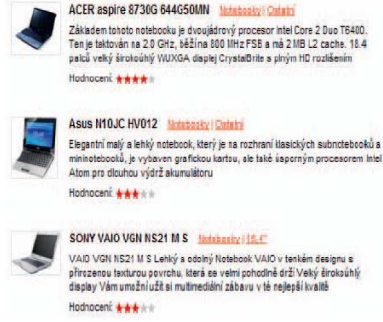 ACER aspire 8730G 644G50MN Notebooky | Ostatní
Základem tohoto notebooku je dvoujádrový procesor Intel Core 2 Duo T6400.
Ten je taktován na 2.0 GHz, běží na 800 MHz FSB a má 2 MB L2 cache. 18.4
palců velký širokoúhlý WUXGA displej CrystalBrite s plným HD rozlišením
Hodnocení:
Asus N10JC HV012 Notebooky | Ostatní
Elegantní malý a lehký notebook, který je na rozhraní klasických subnotebooků a
mininotebooků, je vybaven grafickou kartou, ale také úsporným procesorem Intel
Atom pro dlouhou výdrž akumulátoru
Hodnocení:
SONY VAIO VGN NS21 M S Notebooky | 15,4"
VAIO VGN NS21 M S Lehký a odolný Notebook VAIO v tenkém designu s
přirozenou texturou povrchu, která se velmi pohodlně drží Velký širokoúhlý
display Vám umožní užít si multimediální zábavu v té nejlepší kvalitě
Hodnocení: